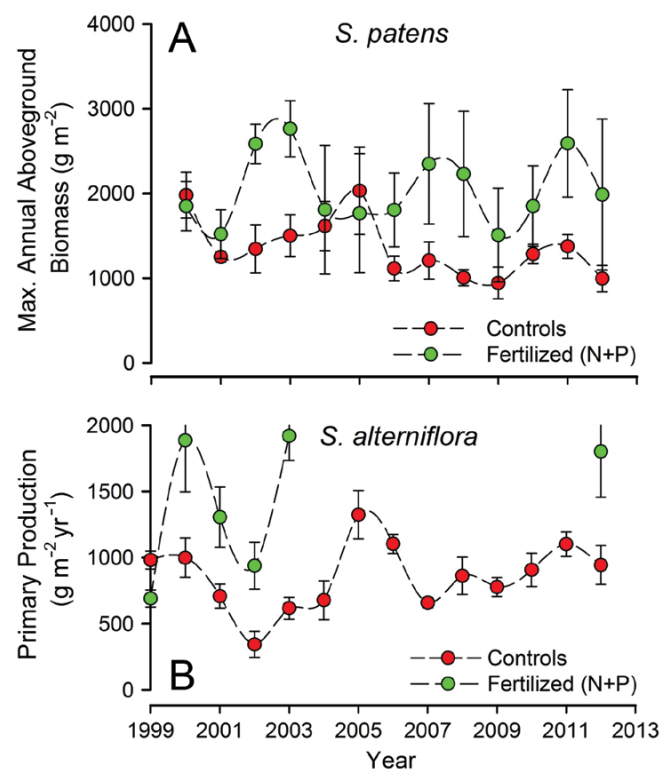 A
S. patens
Max. Annual Aboveground
Biomass (g m⁻²)
4000
3000
2000
1000
0
Controls
Fertilized (N+P)
B
S. alterniflora
Primary Production
(g m⁻² yr⁻¹)
2000
1500
1000
500
0
Controls
Fertilized (N+P)
1999 2001 2003 2005 2007 2009 2011 2013
Year